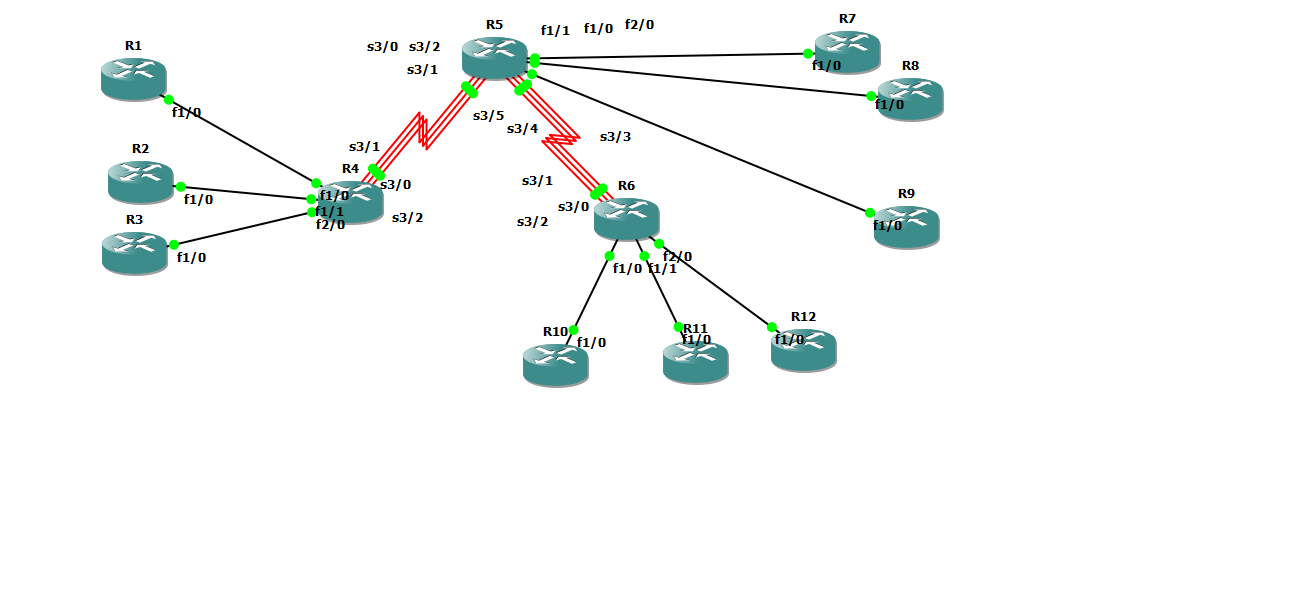 R5
f1/1 f1/0 f2/0
R7
R1
s3/0 s3/2
s3/1
f1/0
R8
f1/0
f1/0
s3/5
s3/4
s3/3
R2
s3/1
R4
s3/1
R6
f1/0
s3/0
f1/0
s3/0
R9
R3
f1/1
f2/0
s3/2
s3/2
f1/0
f1/0
f2/0
f1/0
f1/1
R10
R11
R12
f1/0
f1/0
f1/0